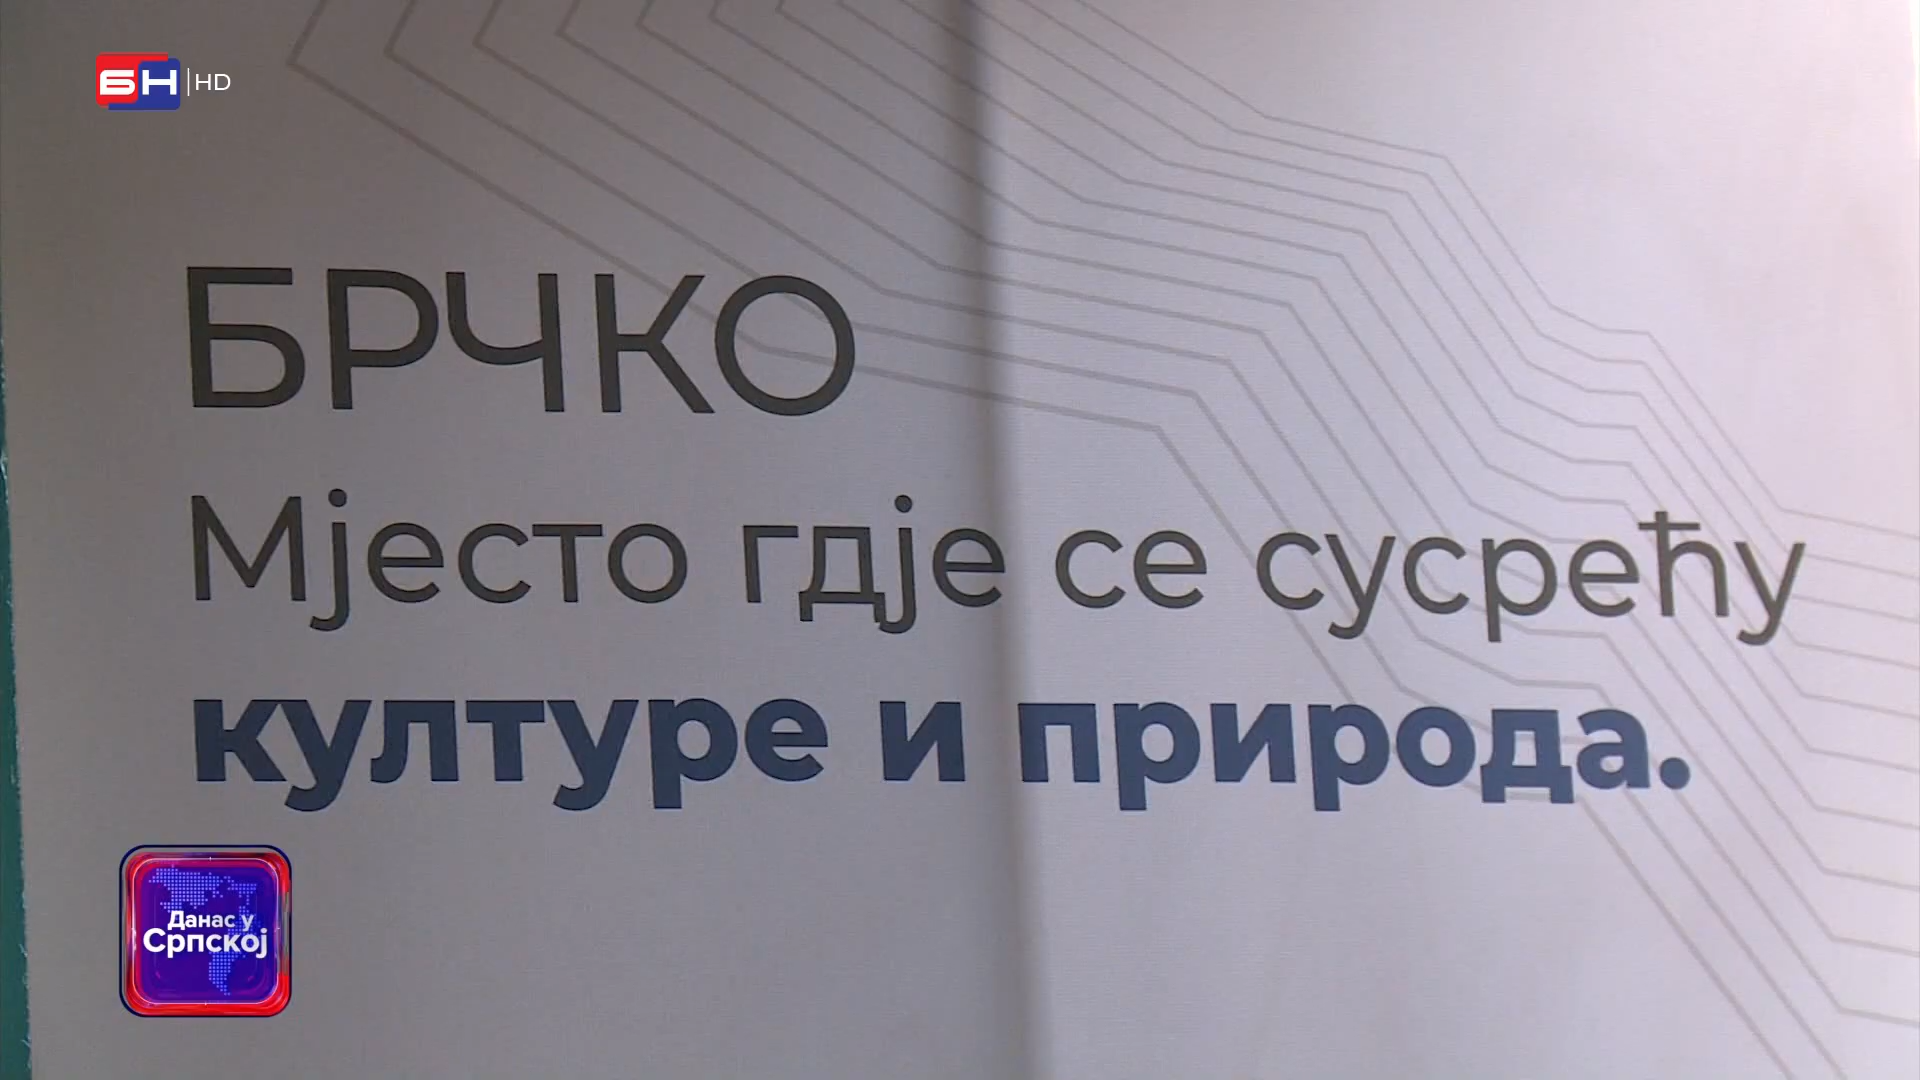 БН HD
БРЧКО
Мјесто гдје се сусрећу
културе и природа.
Данас у
Српској